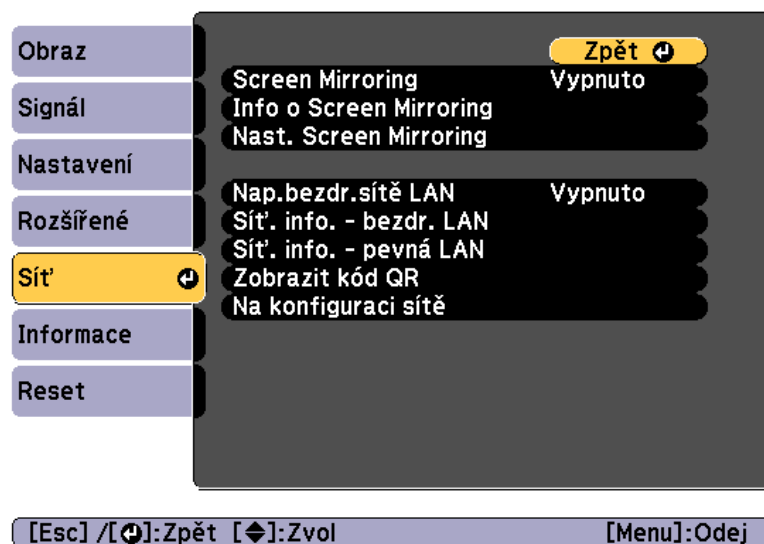 Obraz
Signál
Nastavení
Rozšířené
Síť
Informace
Reset
Zpět
Screen Mirroring Vypnuto
Info o Screen Mirroring
Nast. Screen Mirroring
Nap.bezdr.sítě LAN Vypnuto
Síť. info. - bezdr. LAN
Síť. info. - pevná LAN
Zobrazit kód QR
Na konfiguraci sítě
[Esc] /[⏎]:Zpět [◆]:Zvol [Menu]:Odej